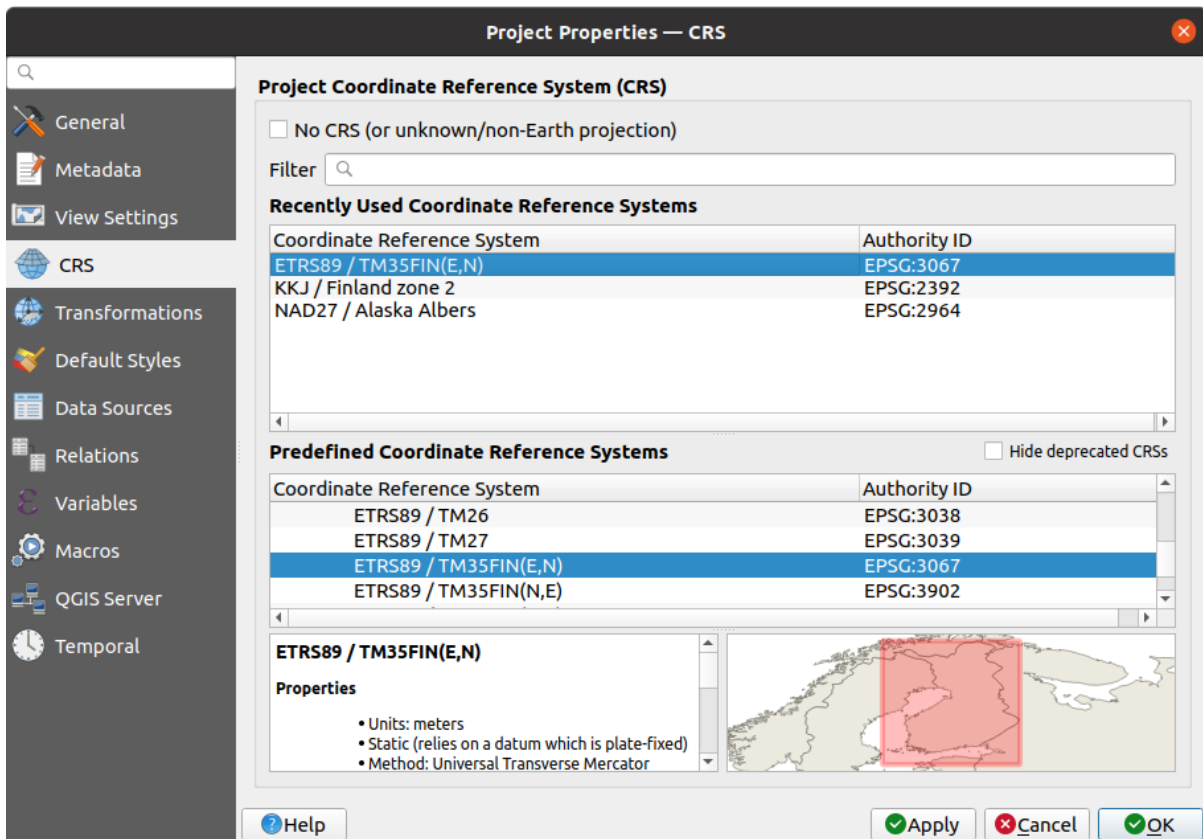 Project Properties — CRS
General
Metadata
View Settings
CRS
Transformations
Default Styles
Data Sources
Relations
Variables
Macros
QGIS Server
Temporal
Project Coordinate Reference System (CRS)
No CRS (or unknown/non-Earth projection)
Filter
Recently Used Coordinate Reference Systems
Coordinate Reference System Authority ID
ETRS89 / TM35FIN(E,N) EPSG:3067
KKJ / Finland zone 2 EPSG:2392
NAD27 / Alaska Albers EPSG:2964
Predefined Coordinate Reference Systems Hide deprecated CRSs
Coordinate Reference System Authority ID
ETRS89 / TM26 EPSG:3038
ETRS89 / TM27 EPSG:3039
ETRS89 / TM35FIN(E,N) EPSG:3067
ETRS89 / TM35FIN(N,E) EPSG:3902
ETRS89 / TM35FIN(E,N)
Properties
• Units: meters
• Static (relies on a datum which is plate-fixed)
• Method: Universal Transverse Mercator
Help Apply Cancel OK